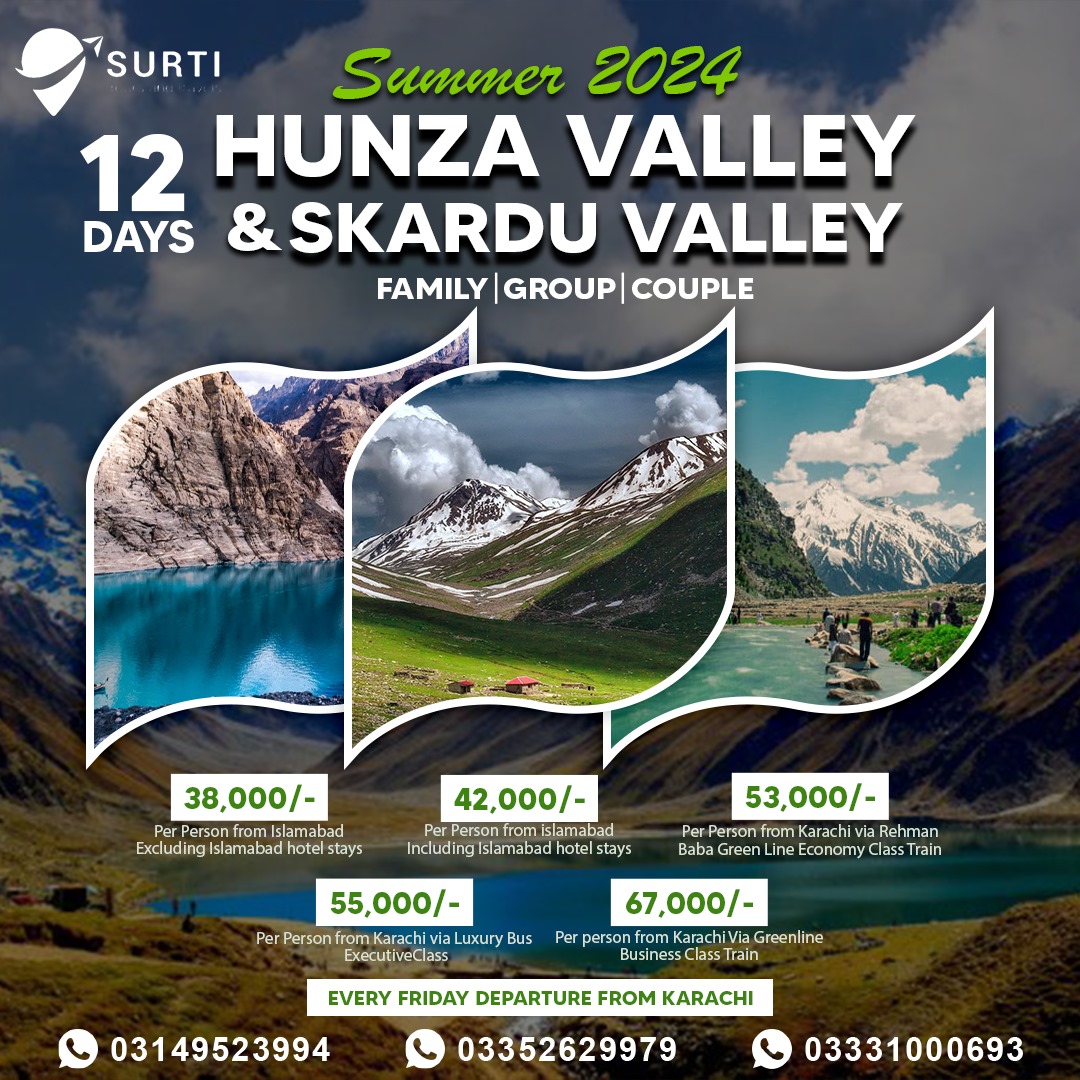 SURTI
Summer 2024
12
DAYS
HUNZA VALLEY
& SKARDU VALLEY
FAMILY|GROUP|COUPLE
38,000/-
Per Person from Islamabad
Excluding Islamabad hotel stays
42,000/-
Per Person from islamabad
Including Islamabad hotel stays
53,000/-
Per Person from Karachi via Rehman
Baba Green Line Economy Class Train
55,000/-
Per Person from Karachi via Luxury Bus
ExecutiveClass
67,000/-
Per person from Karachi Via Greenline
Business Class Train
EVERY FRIDAY DEPARTURE FROM KARACHI
03149523994
03352629979
03331000693